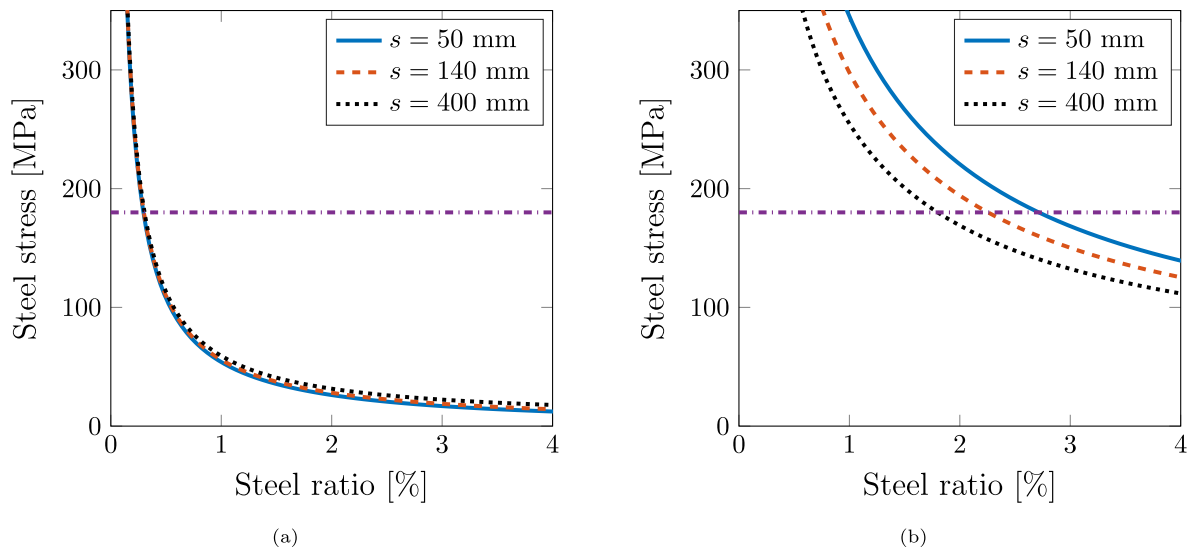 s = 50 mm
s = 140 mm
s = 400 mm
300
200
100
0
Steel stress [MPa]
0 1 2 3 4
Steel ratio [%]
(a)
s = 50 mm
s = 140 mm
s = 400 mm
300
200
100
0
Steel stress [MPa]
0 1 2 3 4
Steel ratio [%]
(b)